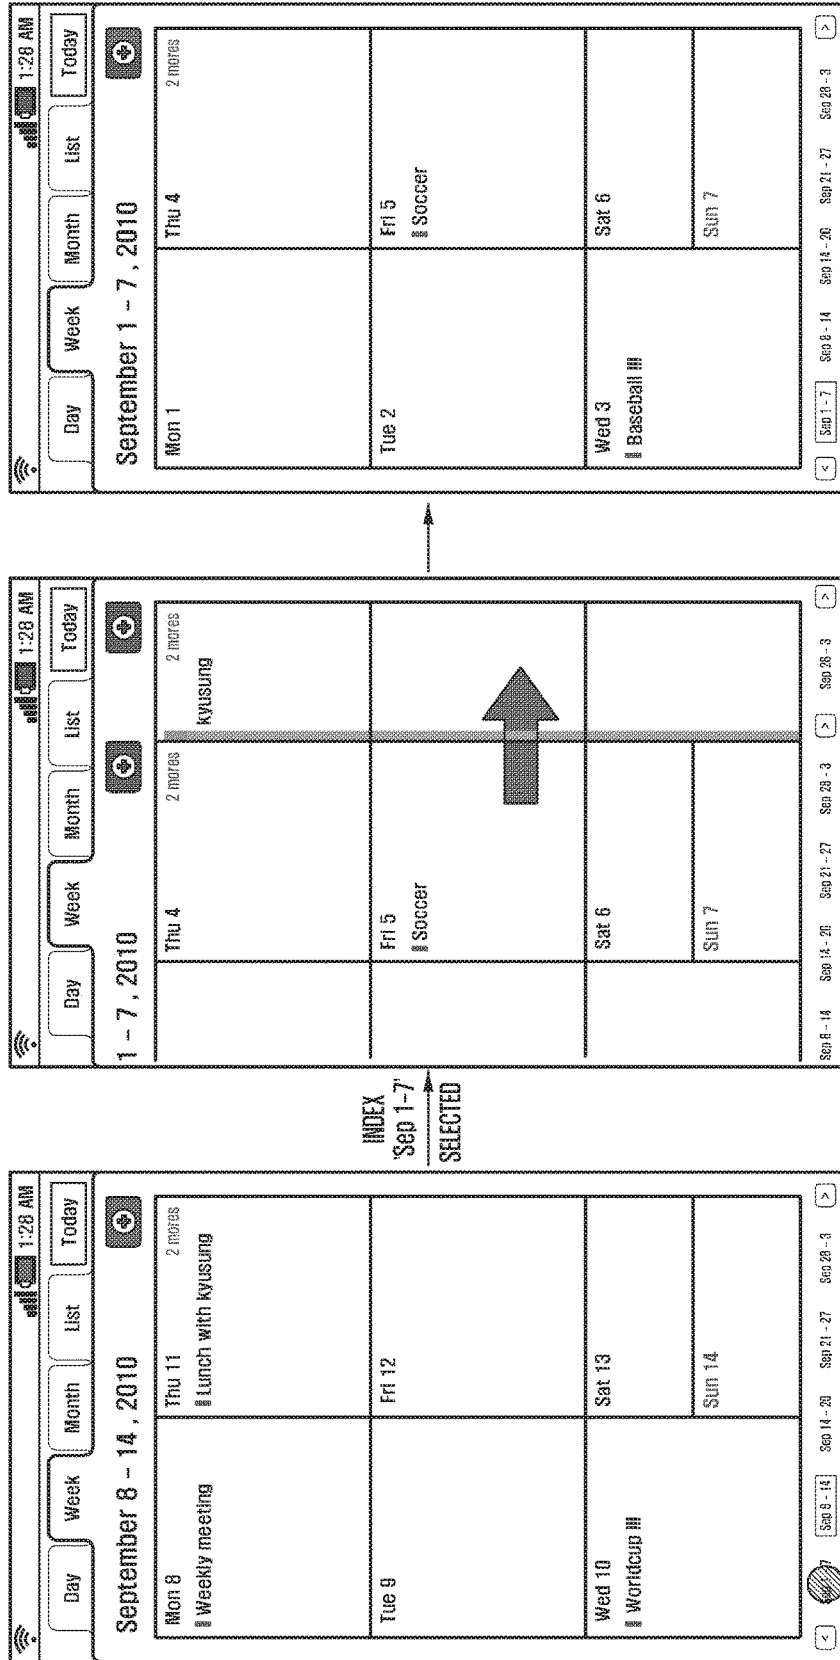 1:28 AM
Day Week Month List Today
September 8 – 14 , 2010
Mon 8
Weekly meeting
Thu 11 2 mores
Lunch with kyusung
Tue 9
Fri 12
Wed 10
Worldcup III
Sat 13
Sun 14
< Sep 8 - 14 Sep 14 - 20 Sep 21 - 27 Sep 28 - 3 >
INDEX
'Sep 1–7'
SELECTED
1:28 AM
Day Week Month List Today
1 – 7 , 2010
Thu 4 2 mores
2 mores
kyusung
Fri 5
Soccer
Sat 6
Sun 7
Sep 8 - 14 Sep 14 - 20 Sep 21 - 27 Sep 28 - 3 > Sep 28 - 3 >
1:28 AM
Day Week Month List Today
September 1 – 7 , 2010
Mon 1
Thu 4 2 mores
Tue 2
Fri 5
Soccer
Wed 3
Baseball III
Sat 6
Sun 7
< Sep 1 - 7 Sep 8 - 14 Sep 14 - 20 Sep 21 - 27 Sep 28 - 3 >